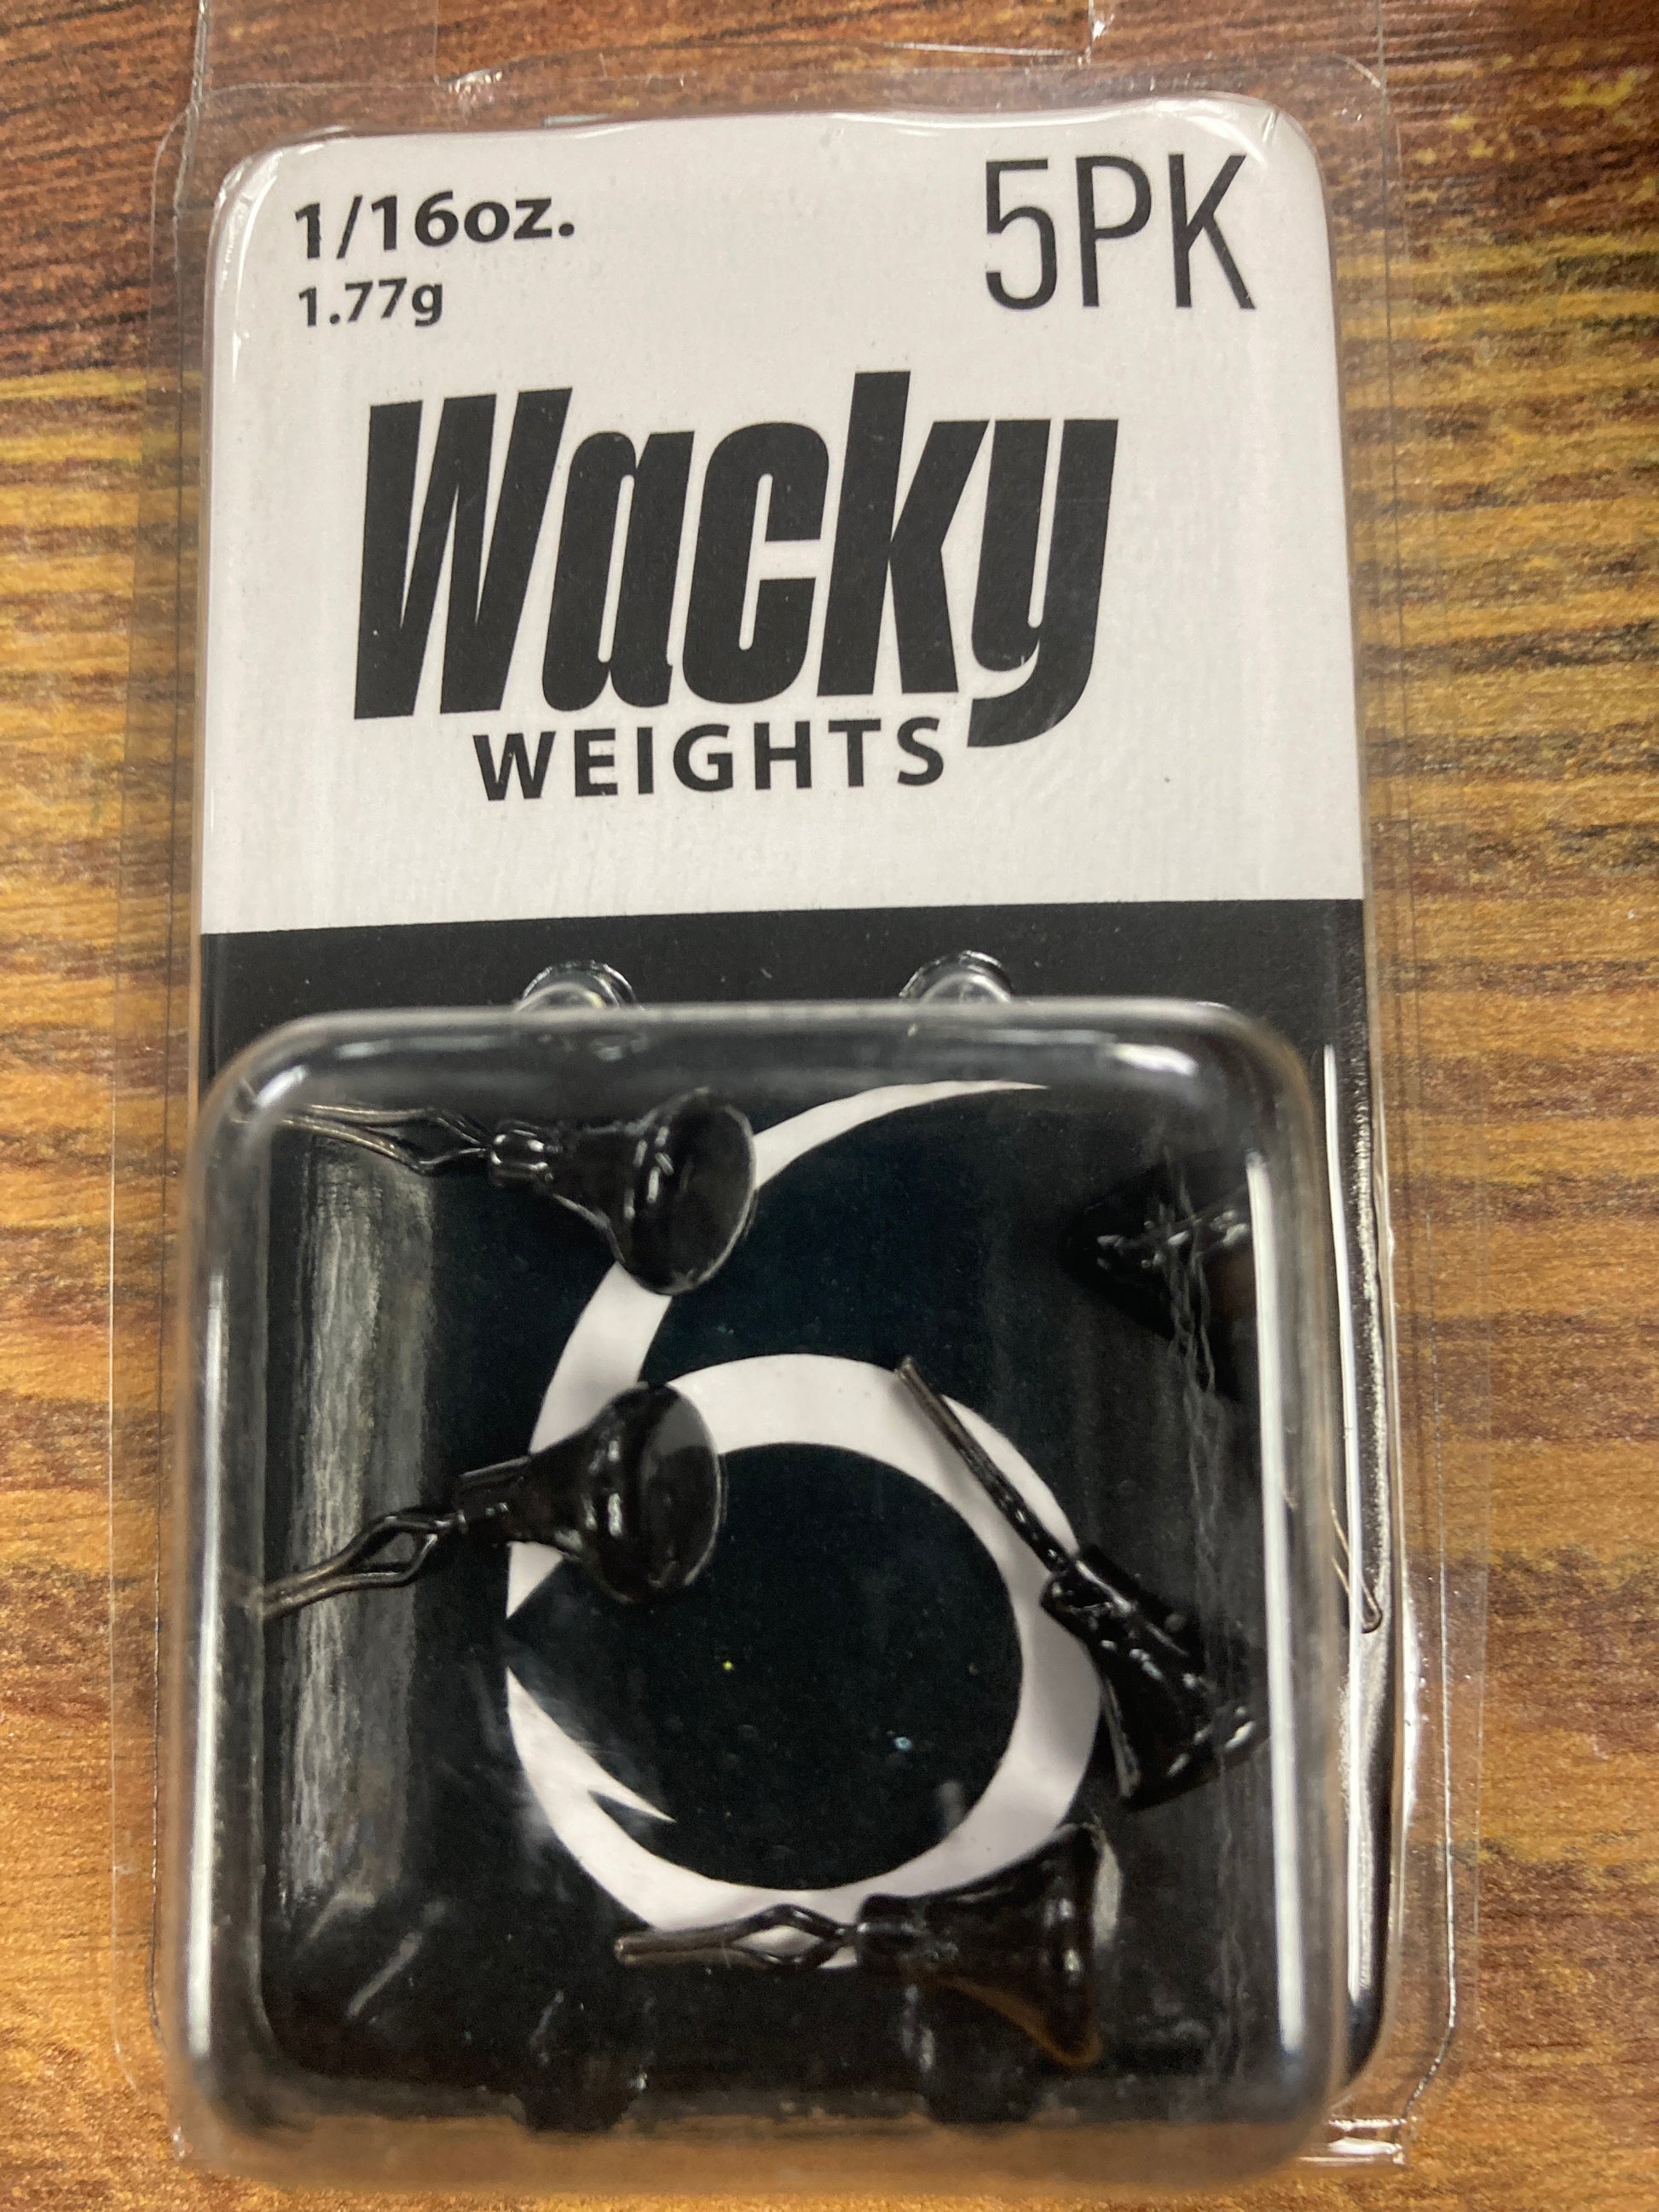 1/16oz.
5PK
1.77g
Wacky
WEIGHTS